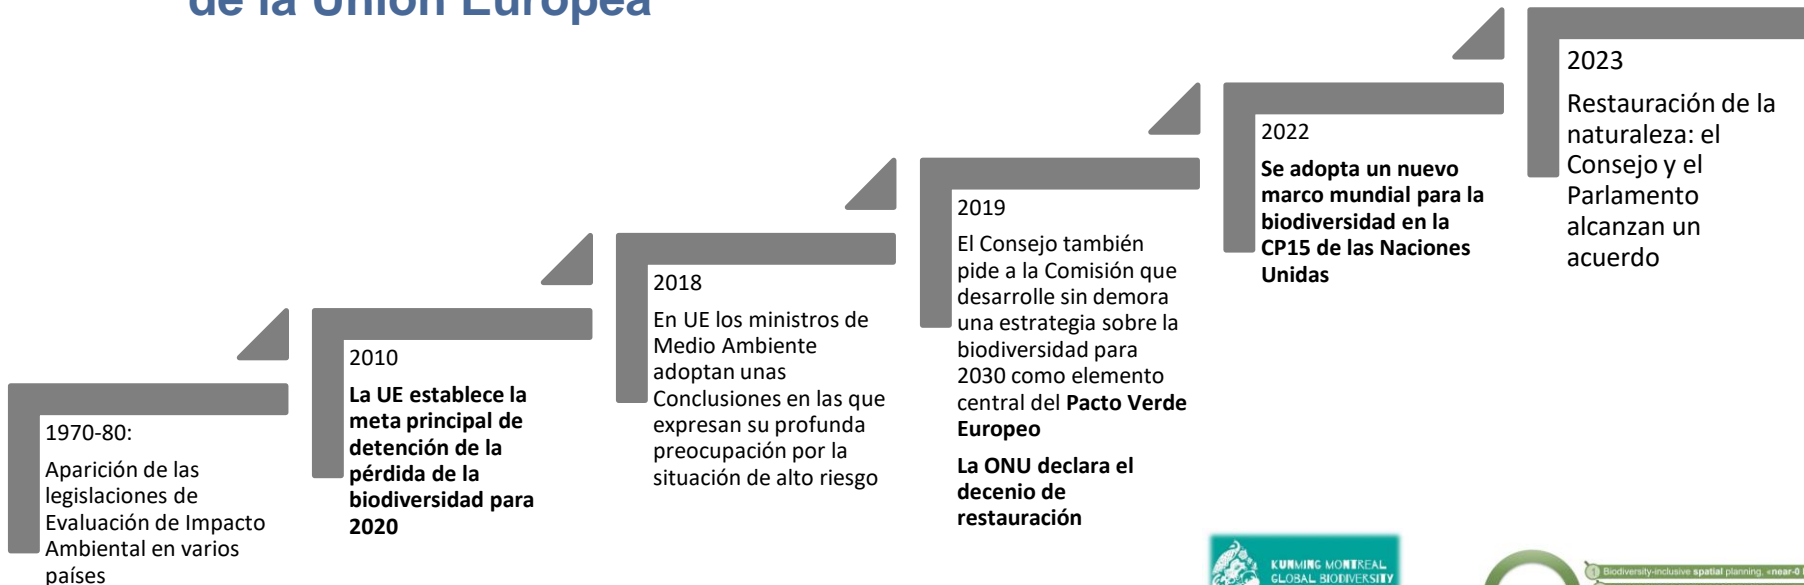 de la Unión Europea
1970-80:
Aparición de las
legislaciones de
Evaluación de Impacto
Ambiental en varios
países
2010
La UE establece la
meta principal de
detención de la
pérdida de la
biodiversidad para
2020
2018
En UE los ministros de
Medio Ambiente
adoptan unas
Conclusiones en las que
expresan su profunda
preocupación por la
situación de alto riesgo
2019
El Consejo también
pide a la Comisión que
desarrolle sin demora
una estrategia sobre la
biodiversidad para
2030 como elemento
central del Pacto Verde
Europeo
La ONU declara el
decenio de
restauración
2022
Se adopta un nuevo
marco mundial para la
biodiversidad en la
CP15 de las Naciones
Unidas
2023
Restauración de la
naturaleza: el
Consejo y el
Parlamento
alcanzan un
acuerdo
KUNMING MONTREAL
GLOBAL BIODIVERSITY
1 Biodiversity-inclusive spatial planning, «near-0